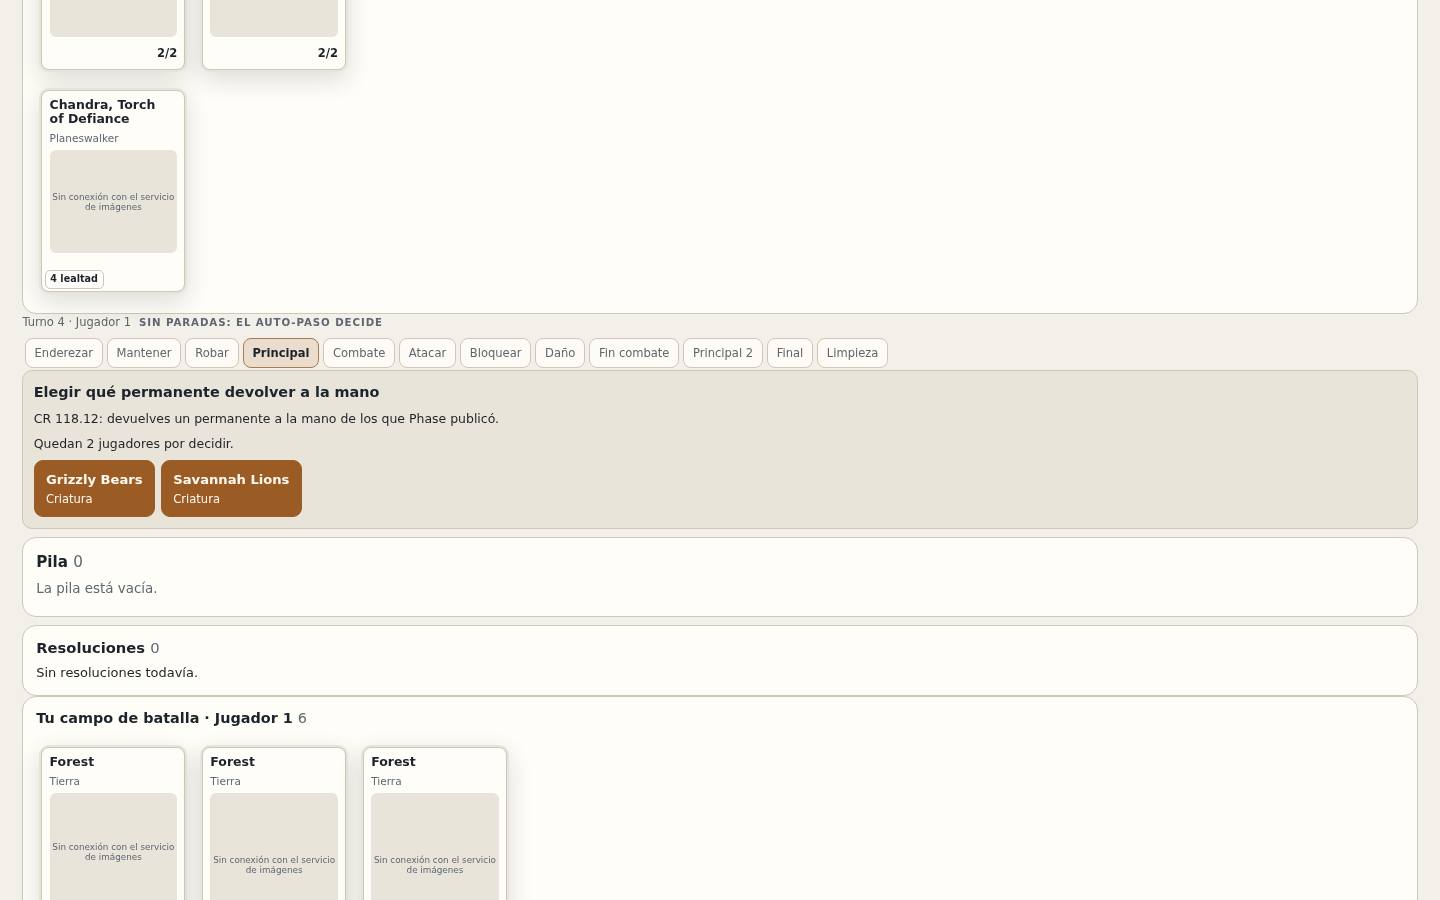 2/2
2/2
Chandra, Torch
of Defiance
Planeswalker
Sin conexión con el servicio
de imágenes
4 lealtad
Turno 4 · Jugador 1 SIN PARADAS: EL AUTO-PASO DECIDE
Enderezar Mantener Robar Principal Combate Atacar Bloquear Daño Fin combate Principal 2 Final Limpieza
Elegir qué permanente devolver a la mano
CR 118.12: devuelves un permanente a la mano de los que Phase publicó.
Quedan 2 jugadores por decidir.
Grizzly Bears
Criatura
Savannah Lions
Criatura
Pila 0
La pila está vacía.
Resoluciones 0
Sin resoluciones todavía.
Tu campo de batalla · Jugador 1 6
Forest
Tierra
Sin conexión con el servicio
de imágenes
Forest
Tierra
Sin conexión con el servicio
de imágenes
Forest
Tierra
Sin conexión con el servicio
de imágenes